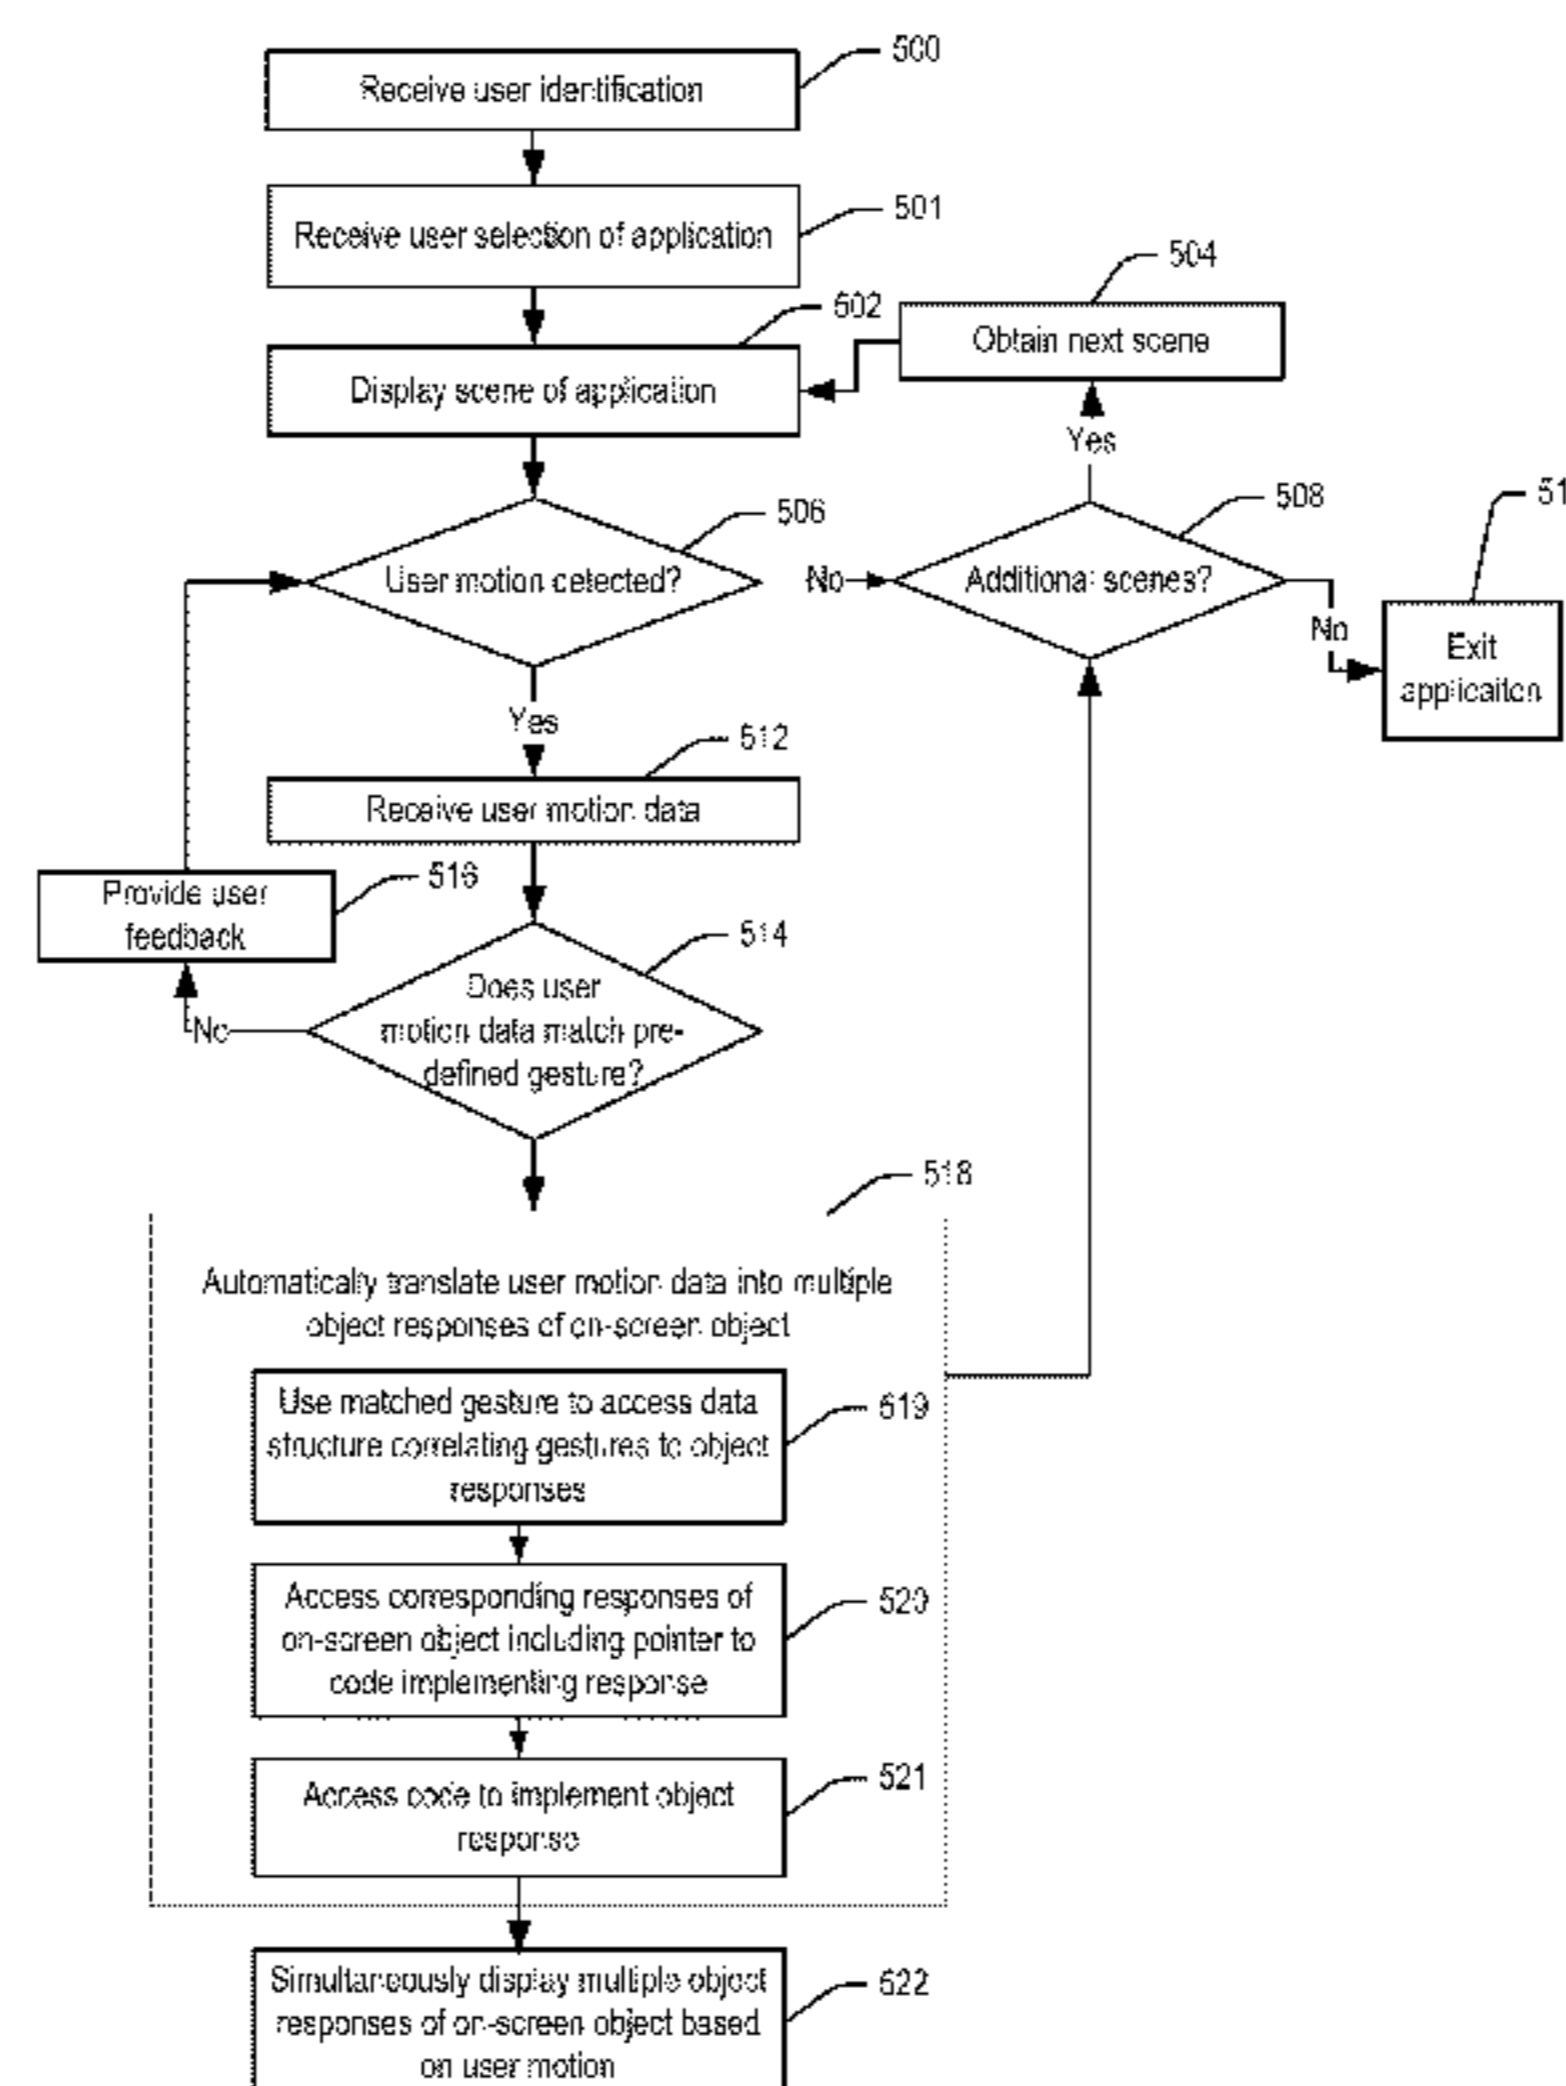 500
Receive user identification
501
Receive user selection of application
504
502
Obtain next scene
Display scene of application
Yes
506
508
51
User motion detected?
No
Additional scenes?
No
Exit
applicaiton
Yes
512
Receive user motion data
516
Provide user
feedback
514
Does user
motion data match pre-
defined gesture?
No
518
Automatically translate user motion data into multiple
object responses of on-screen object
519
Use matched gesture to access data
structure correlating gestures to object
responses
520
Access corresponding responses of
on-screen object including pointer to
code implementing response
521
Access code to implement object
response
522
Simultaneously display multiple object
responses of on-screen object based
on user motion